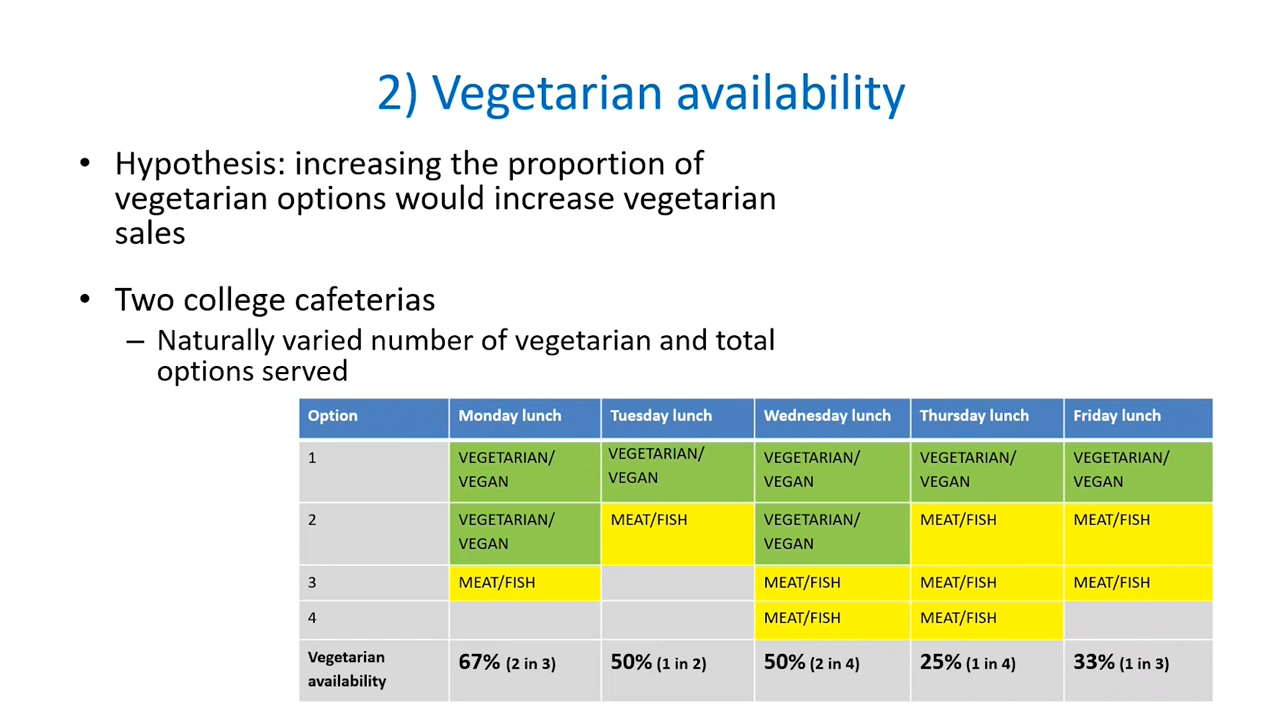 2) Vegetarian availability
• Hypothesis: increasing the proportion of
vegetarian options would increase vegetarian
sales
• Two college cafeterias
– Naturally varied number of vegetarian and total
options served
Option Monday lunch Tuesday lunch Wednesday lunch Thursday lunch Friday lunch
1 VEGETARIAN/ VEGETARIAN/ VEGETARIAN/ VEGETARIAN/ VEGETARIAN/
VEGAN VEGAN VEGAN VEGAN VEGAN
2 VEGETARIAN/ MEAT/FISH VEGETARIAN/ MEAT/FISH MEAT/FISH
VEGAN VEGAN
3 MEAT/FISH MEAT/FISH MEAT/FISH MEAT/FISH
4 MEAT/FISH MEAT/FISH
Vegetarian 67% (2 in 3) 50% (1 in 2) 50% (2 in 4) 25% (1 in 4) 33% (1 in 3)
availability